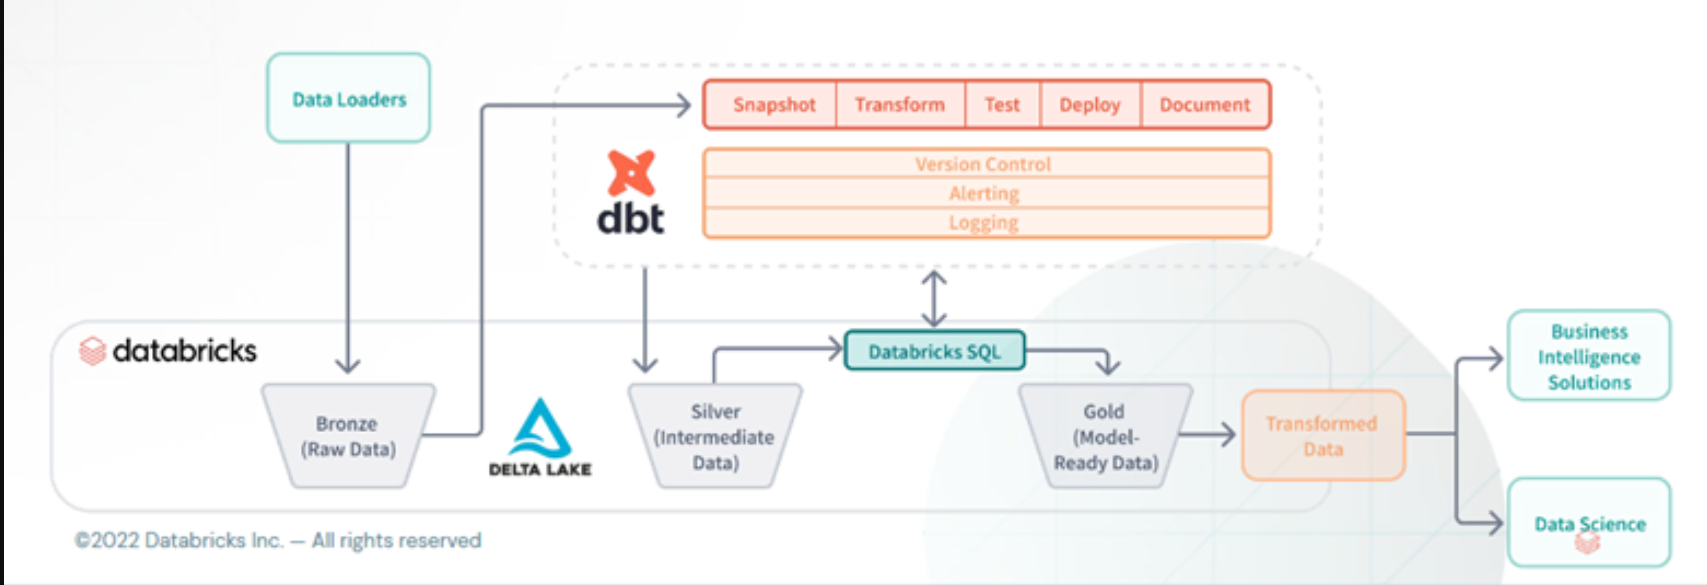 Data Loaders
Snapshot
Transform
Test
Deploy
Document
Version Control
Alerting
Logging
dbt
databricks
Databricks SQL
Bronze
(Raw Data)
DELTA LAKE
Silver
(Intermediate
Data)
Gold
(Model-
Ready Data)
Transformed
Data
Business
Intelligence
Solutions
Data Science
©2022 Databricks Inc. — All rights reserved